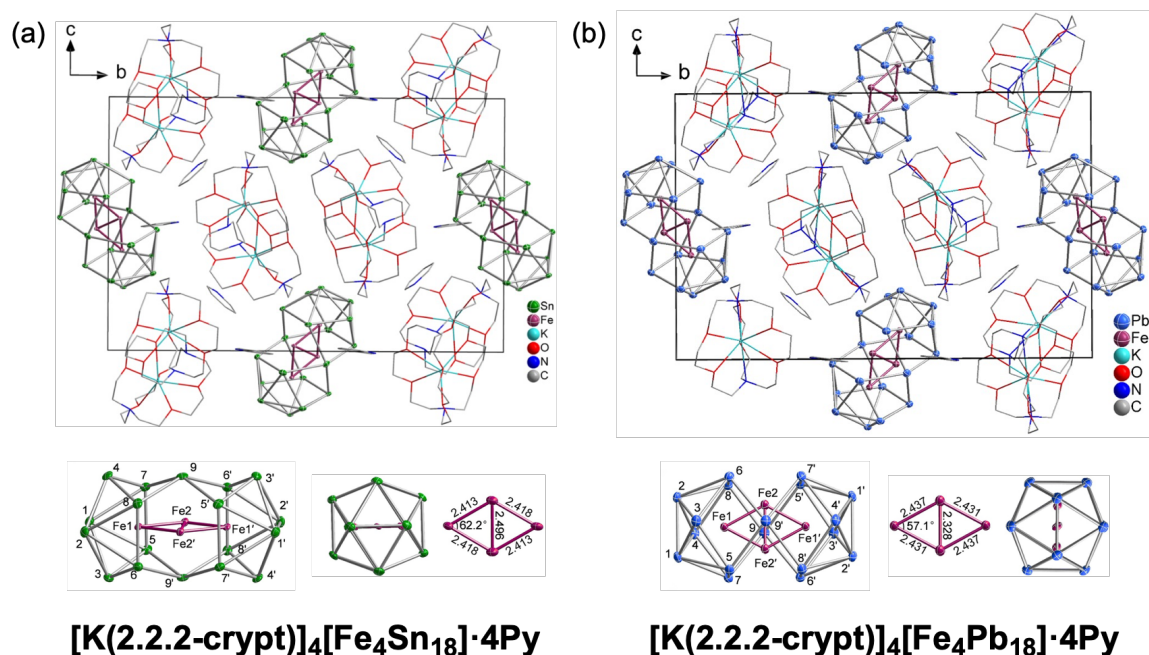 (a)
c
b
Sn
Fe
K
O
N
C
(b)
c
b
Pb
Fe
K
O
N
C
4
7
9
6'
3'
8
5'
1
2'
Fe1
Fe2
Fe1'
2
Fe2'
1'
5
8'
3
6
9'
7'
4'
2.413
2.418
62.2°
2.496
2.418
2.413
6
7'
2
8
Fe2
5'
1'
3
Fe1
9
9'
4'
4
Fe1'
3'
1
5
Fe2'
8'
2'
7
6'
2.437
2.431
57.1°
2.328
2.431
2.437
[K(2.2.2-crypt)]₄[Fe₄Sn₁₈]·4Py
[K(2.2.2-crypt)]₄[Fe₄Pb₁₈]·4Py